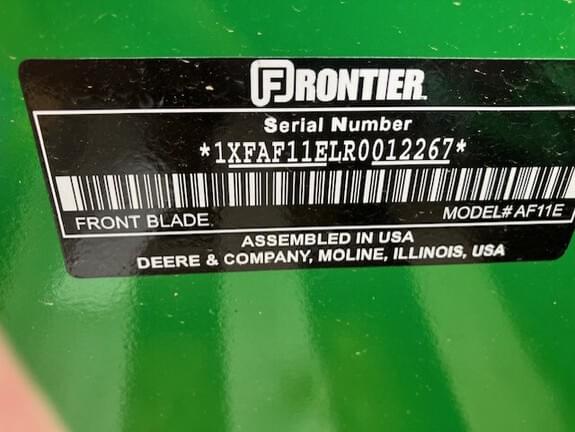 FRONTIER
Serial Number
*1XFAF11ELR0012267*
FRONT BLADE
MODEL# AF11E
ASSEMBLED IN USA
DEERE & COMPANY, MOLINE, ILLINOIS, USA